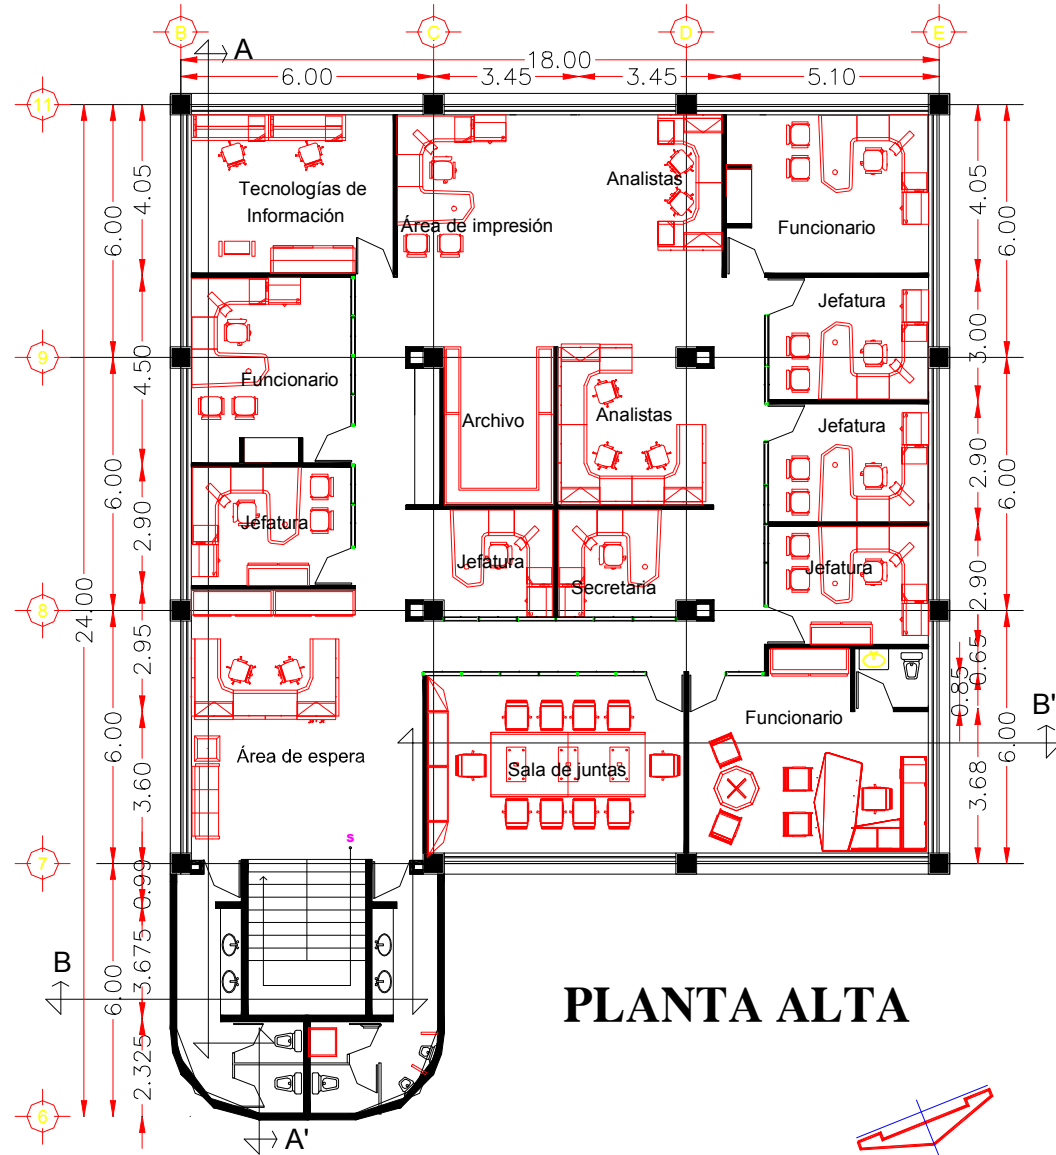 B C D E
A
18.00
6.00 3.45 3.45 5.10
11
4.05
6.00
4.05
6.00
Tecnologías de
Información
Área de impresión
Analistas
Funcionario
Jefatura
3.00
9
4.50
Funcionario
Archivo
Analistas
Jefatura
2.90
6.00
6.00
2.90
Jefatura
Jefatura
Secretaria
Jefatura
2.90
24.00
8
2.95
0.65
0.85
B'
Funcionario
6.00
6.00
Área de espera
Sala de juntas
3.60
3.68
s
7
0.99
3.675
B
6.00
PLANTA ALTA
2.325
6
A'